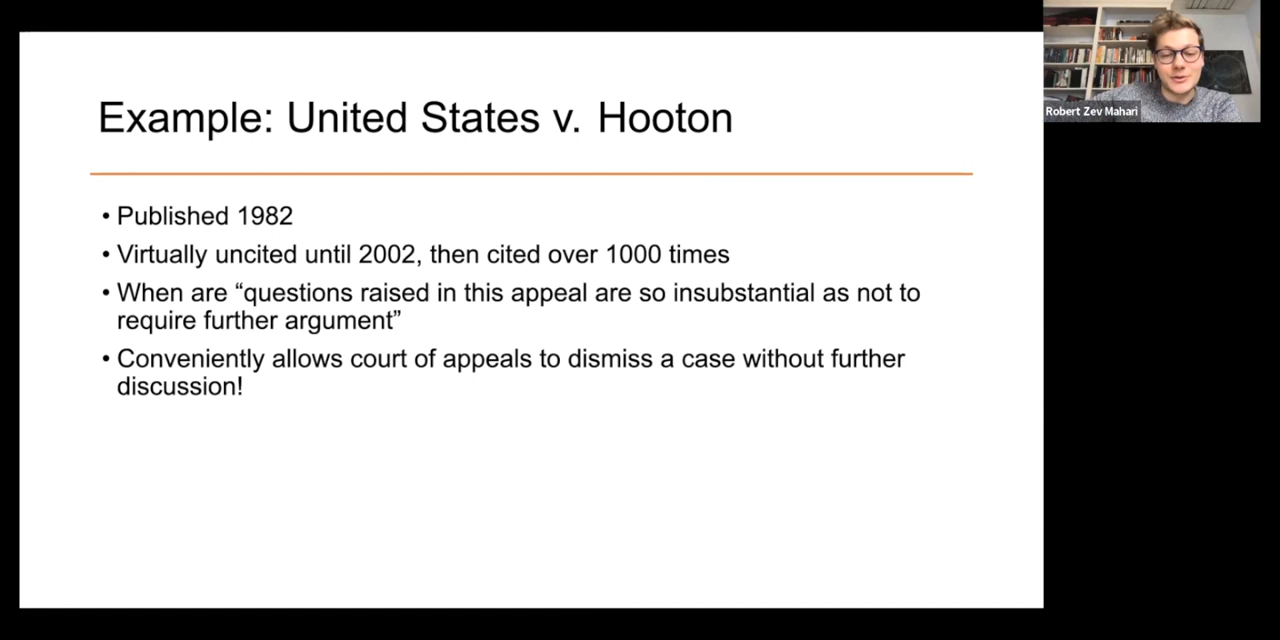 Example: United States v. Hooton
• Published 1982
• Virtually uncited until 2002, then cited over 1000 times
• When are “questions raised in this appeal are so insubstantial as not to
require further argument”
• Conveniently allows court of appeals to dismiss a case without further
discussion!
Robert Zev Mahari